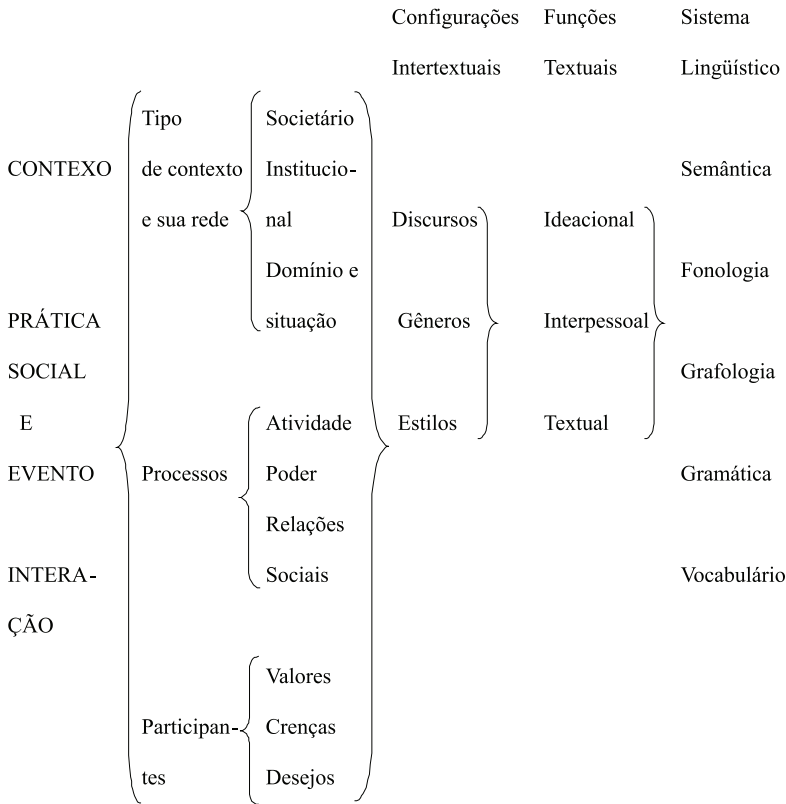 Configurações Funções Sistema
Intertextuais Textuais Lingüístico
Tipo Societário
CONTEXO de contexto Institucio- Semântica
e sua rede nal Discursos Ideacional
Domínio e Fonologia
PRÁTICA situação Gêneros Interpessoal
SOCIAL Grafologia
E Atividade Estilos Textual
EVENTO Processos Poder Gramática
Relações
INTERA- Sociais Vocabulário
ÇÃO
Valores
Participan- Crenças
tes Desejos